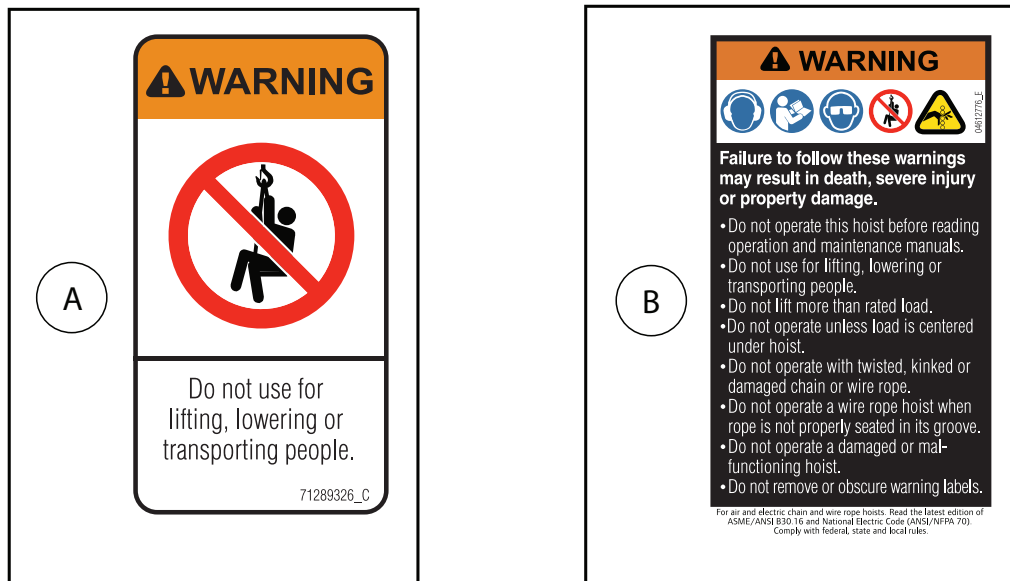 A
WARNING
Do not use for
lifting, lowering or
transporting people.
71289326_C
B
WARNING
04612776_E
Failure to follow these warnings
may result in death, severe injury
or property damage.
•Do not operate this hoist before reading
operation and maintenance manuals.
•Do not use for lifting, lowering or
transporting people.
•Do not lift more than rated load.
•Do not operate unless load is centered
under hoist.
•Do not operate with twisted, kinked or
damaged chain or wire rope.
•Do not operate a wire rope hoist when
rope is not properly seated in its groove.
•Do not operate a damaged or mal-
functioning hoist.
•Do not remove or obscure warning labels.
For air and electric chain and wire rope hoists. Read the latest edition of
ASME/ANSI B30.16 and National Electric Code (ANSI/NFPA 70).
Comply with federal, state and local rules.